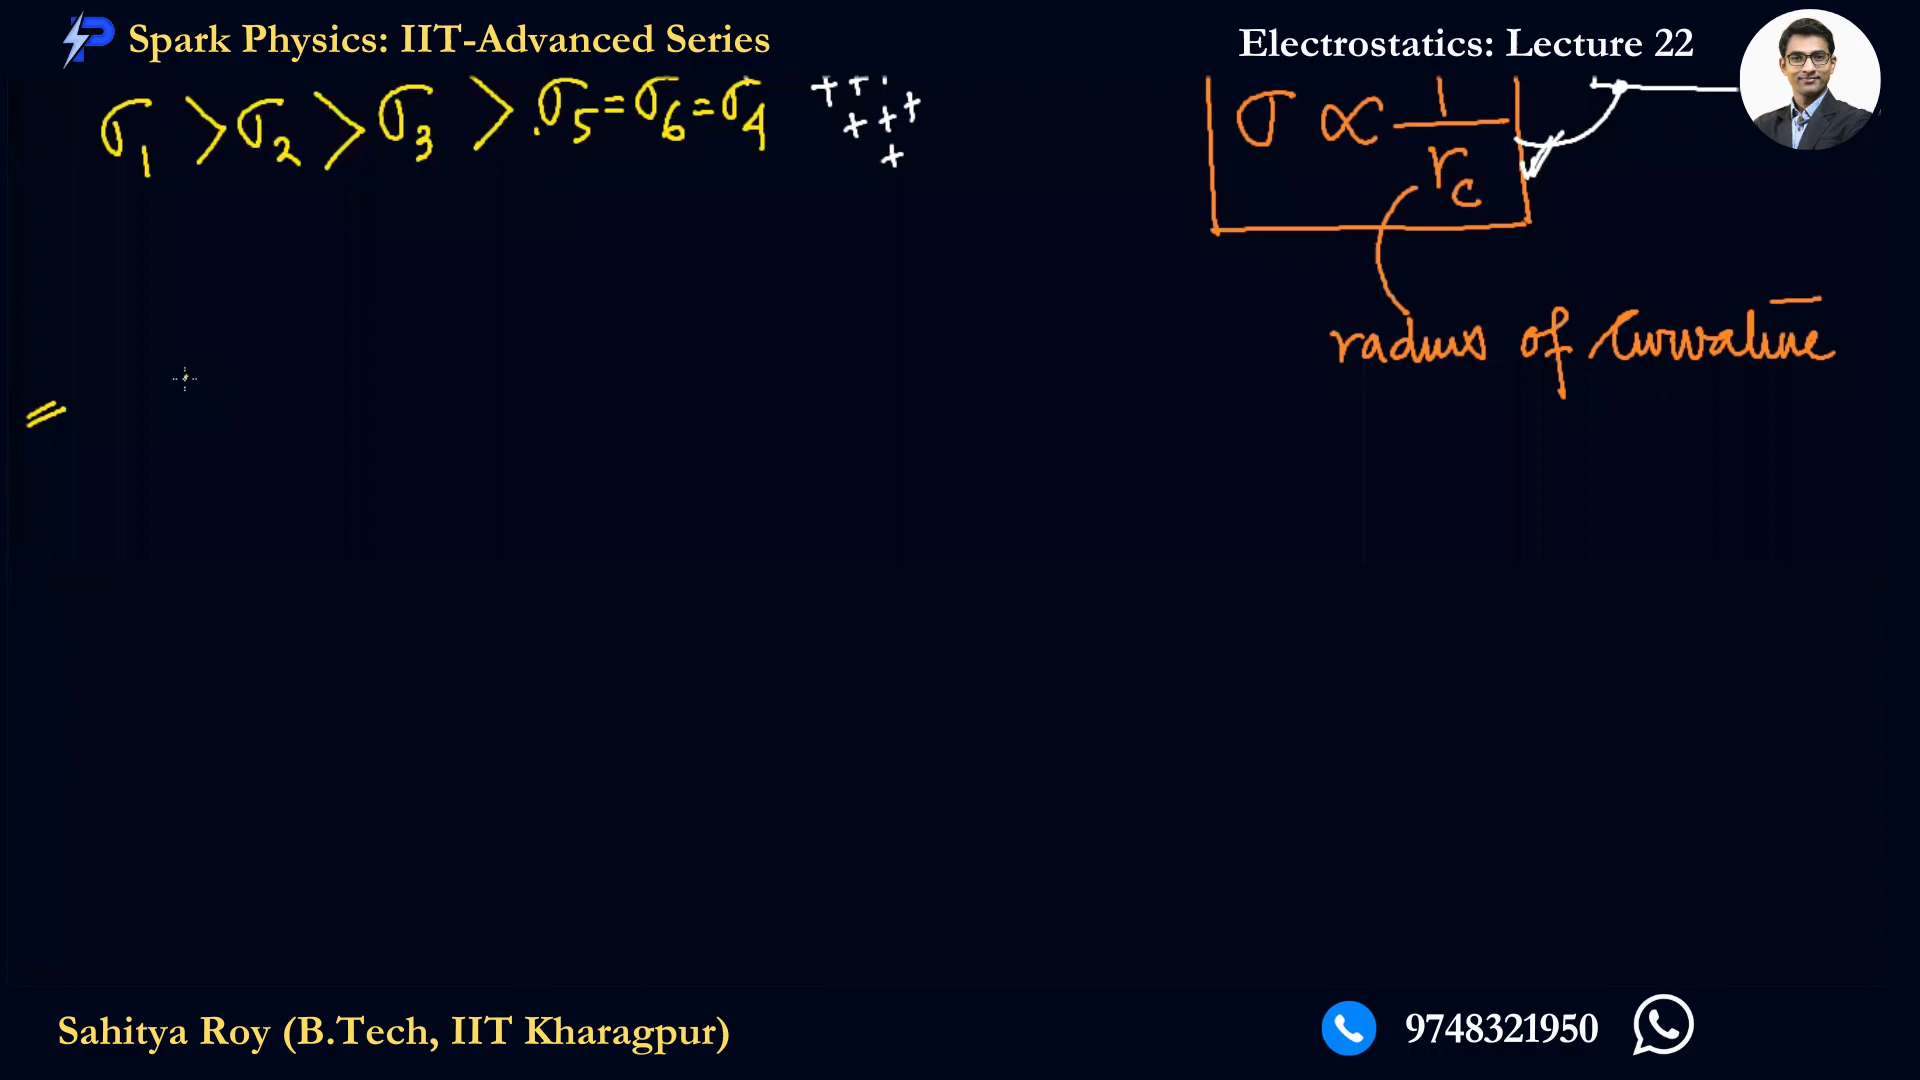 Spark Physics: IIT-Advanced Series
Electrostatics: Lecture 22
σ1 > σ2 > σ3 > σ5 = σ6 = σ4
+ + + + + + +
σ ∝ 1/rc
radius of Curvature
=
Sahitya Roy (B.Tech, IIT Kharagpur)
9748321950